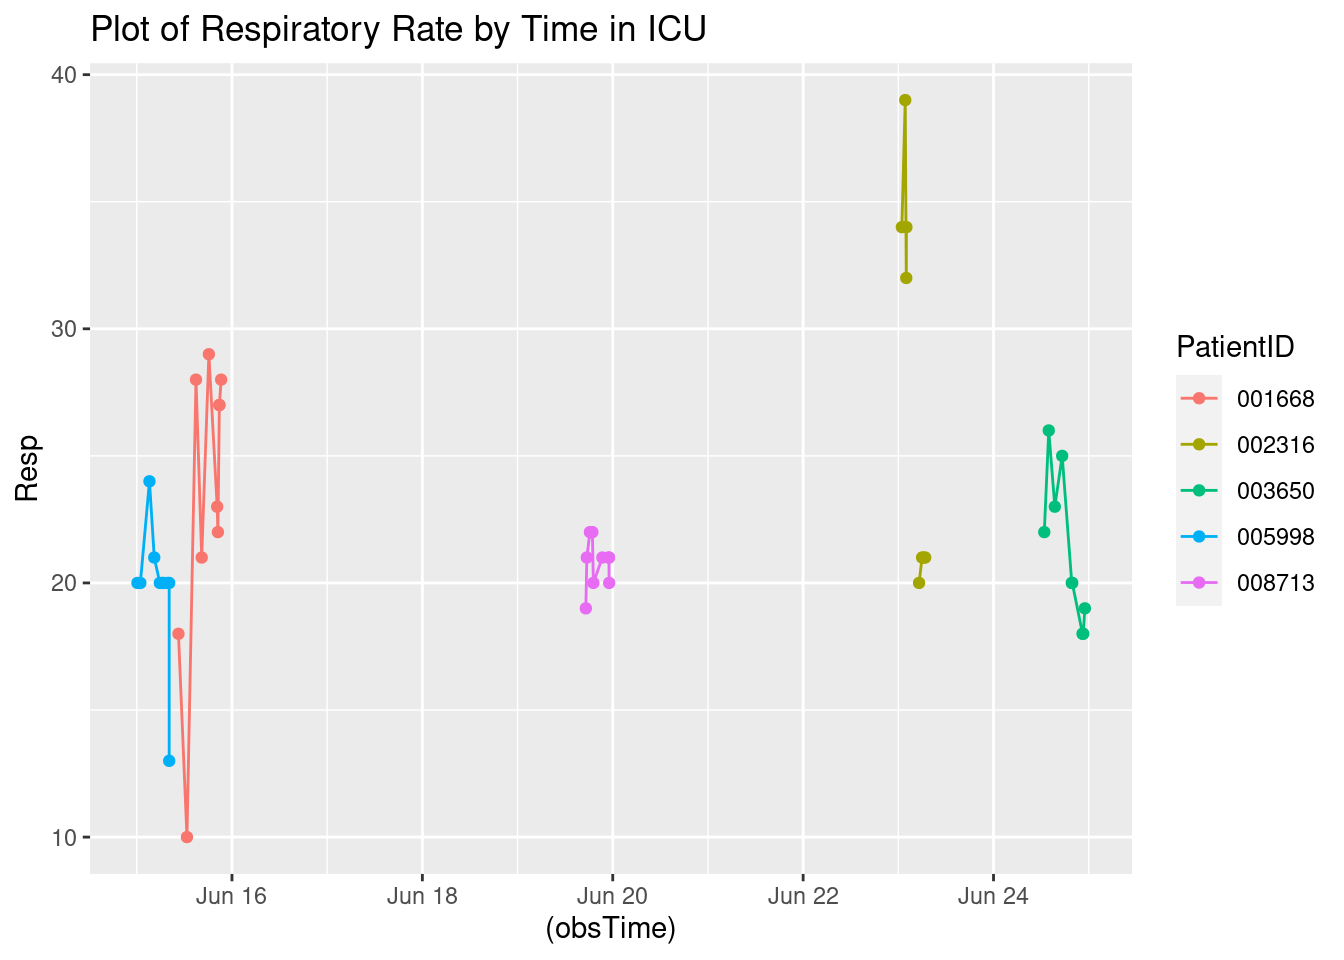 Plot of Respiratory Rate by Time in ICU
40
30
20
10
Resp
Jun 16
Jun 18
Jun 20
Jun 22
Jun 24
(obsTime)
PatientID
001668
002316
003650
005998
008713